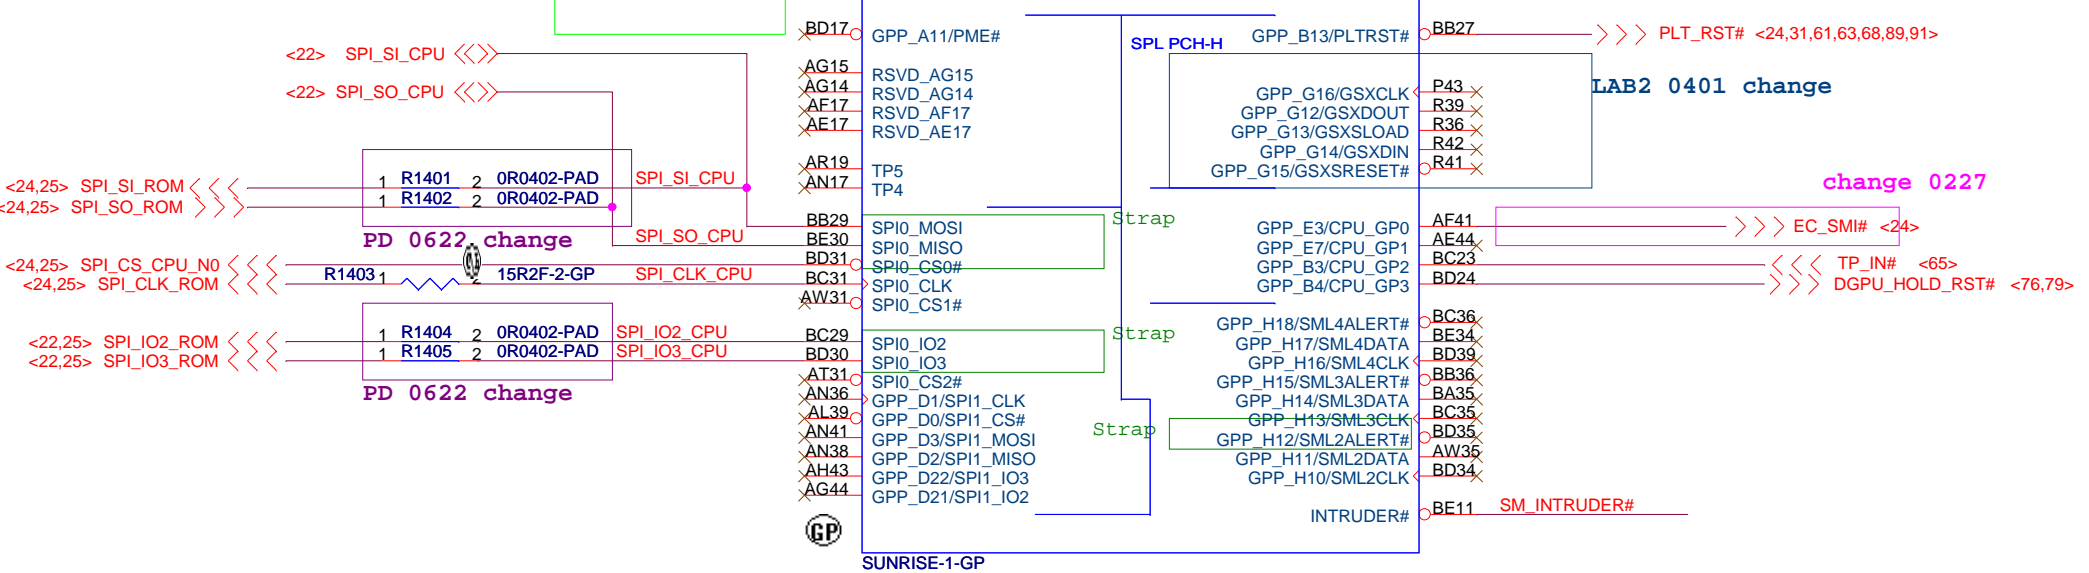 <22> SPI_SI_CPU
<22> SPI_SO_CPU
<24,25> SPI_SI_ROM 1 R1401 2 0R0402-PAD SPI_SI_CPU
<24,25> SPI_SO_ROM 1 R1402 2 0R0402-PAD
PD 0622 change
SPI_SO_CPU
<24,25> SPI_CS_CPU_N0
<24,25> SPI_CLK_ROM R1403 1 2 15R2F-2-GP SPI_CLK_CPU
<22,25> SPI_IO2_ROM 1 R1404 2 0R0402-PAD SPI_IO2_CPU
<22,25> SPI_IO3_ROM 1 R1405 2 0R0402-PAD SPI_IO3_CPU
PD 0622 change
BD17 GPP_A11/PME#
AG15 RSVD_AG15
AG14 RSVD_AG14
AF17 RSVD_AF17
AE17 RSVD_AE17
AR19 TP5
AN17 TP4
BB29 SPI0_MOSI Strap
BE30 SPI0_MISO
BD31 SPI0_CS0#
BC31 SPI0_CLK
AW31 SPI0_CS1#
BC29 SPI0_IO2 Strap
BD30 SPI0_IO3
AT31 SPI0_CS2#
AN36 GPP_D1/SPI1_CLK
AL39 GPP_D0/SPI1_CS#
AN41 GPP_D3/SPI1_MOSI
AN38 GPP_D2/SPI1_MISO
AH43 GPP_D22/SPI1_IO3
AG44 GPP_D21/SPI1_IO2
GP
SUNRISE-1-GP
SPL PCH-H
GPP_B13/PLTRST# BB27 PLT_RST# <24,31,61,63,68,89,91>
LAB2 0401 change
GPP_G16/GSXCLK P43
GPP_G12/GSXDOUT R39
GPP_G13/GSXSLOAD R36
GPP_G14/GSXDIN R42
GPP_G15/GSXSRESET# R41
change 0227
GPP_E3/CPU_GP0 AF41 EC_SMI# <24>
GPP_E7/CPU_GP1 AE44
GPP_B3/CPU_GP2 BC23 TP_IN# <65>
GPP_B4/CPU_GP3 BD24 DGPU_HOLD_RST# <76,79>
GPP_H18/SML4ALERT# BC36
GPP_H17/SML4DATA BE34
GPP_H16/SML4CLK BD39
GPP_H15/SML3ALERT# BB36
GPP_H14/SML3DATA BA35
GPP_H13/SML3CLK BC35
Strap GPP_H12/SML2ALERT# BD35
GPP_H11/SML2DATA AW35
GPP_H10/SML2CLK BD34
INTRUDER# BE11 SM_INTRUDER#